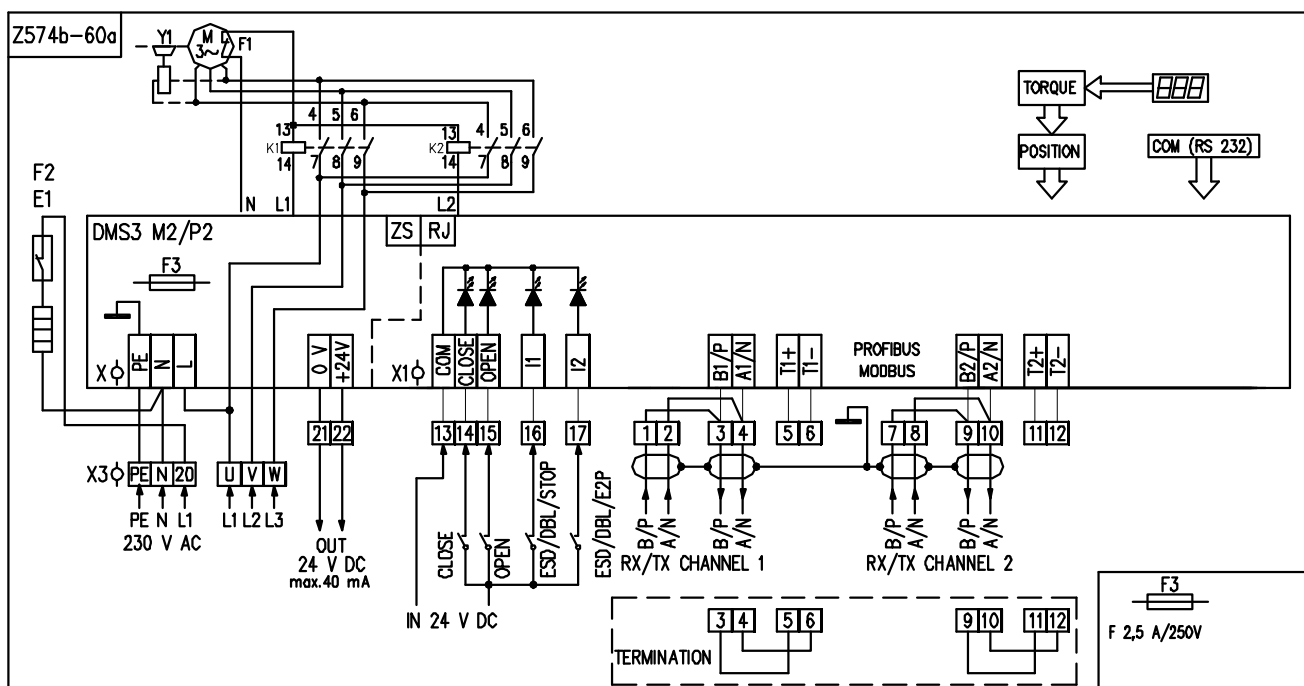 Z574b-60a
Y1
M
3~
F1
TORQUE
POSITION
COM (RS 232)
4 5 6
13
K1
14
7 8 9
13
4 5 6
K2
14
7 8 9
F2
E1
N L1
L2
DMS3 M2/P2
ZS RJ
F3
X
PE N L
0 V +24V
X1
COM CLOSE OPEN
I1
I2
B1/P A1/N
T1+ T1-
PROFIBUS
MODBUS
B2/P A2/N
T2+ T2-
21 22
13 14 15
16
17
1 2
3 4
5 6
7 8
9 10
11 12
X3
PE N 20
U V W
PE N L1
230 V AC
L1 L2 L3
OUT
24 V DC
max.40 mA
CLOSE
OPEN
ESD/DBL/STOP
ESD/DBL/E2P
IN 24 V DC
B/P A/N
B/P A/N
RX/TX CHANNEL 1
B/P A/N
B/P A/N
RX/TX CHANNEL 2
TERMINATION
3 4
5 6
9 10
11 12
F3
F 2,5 A/250V